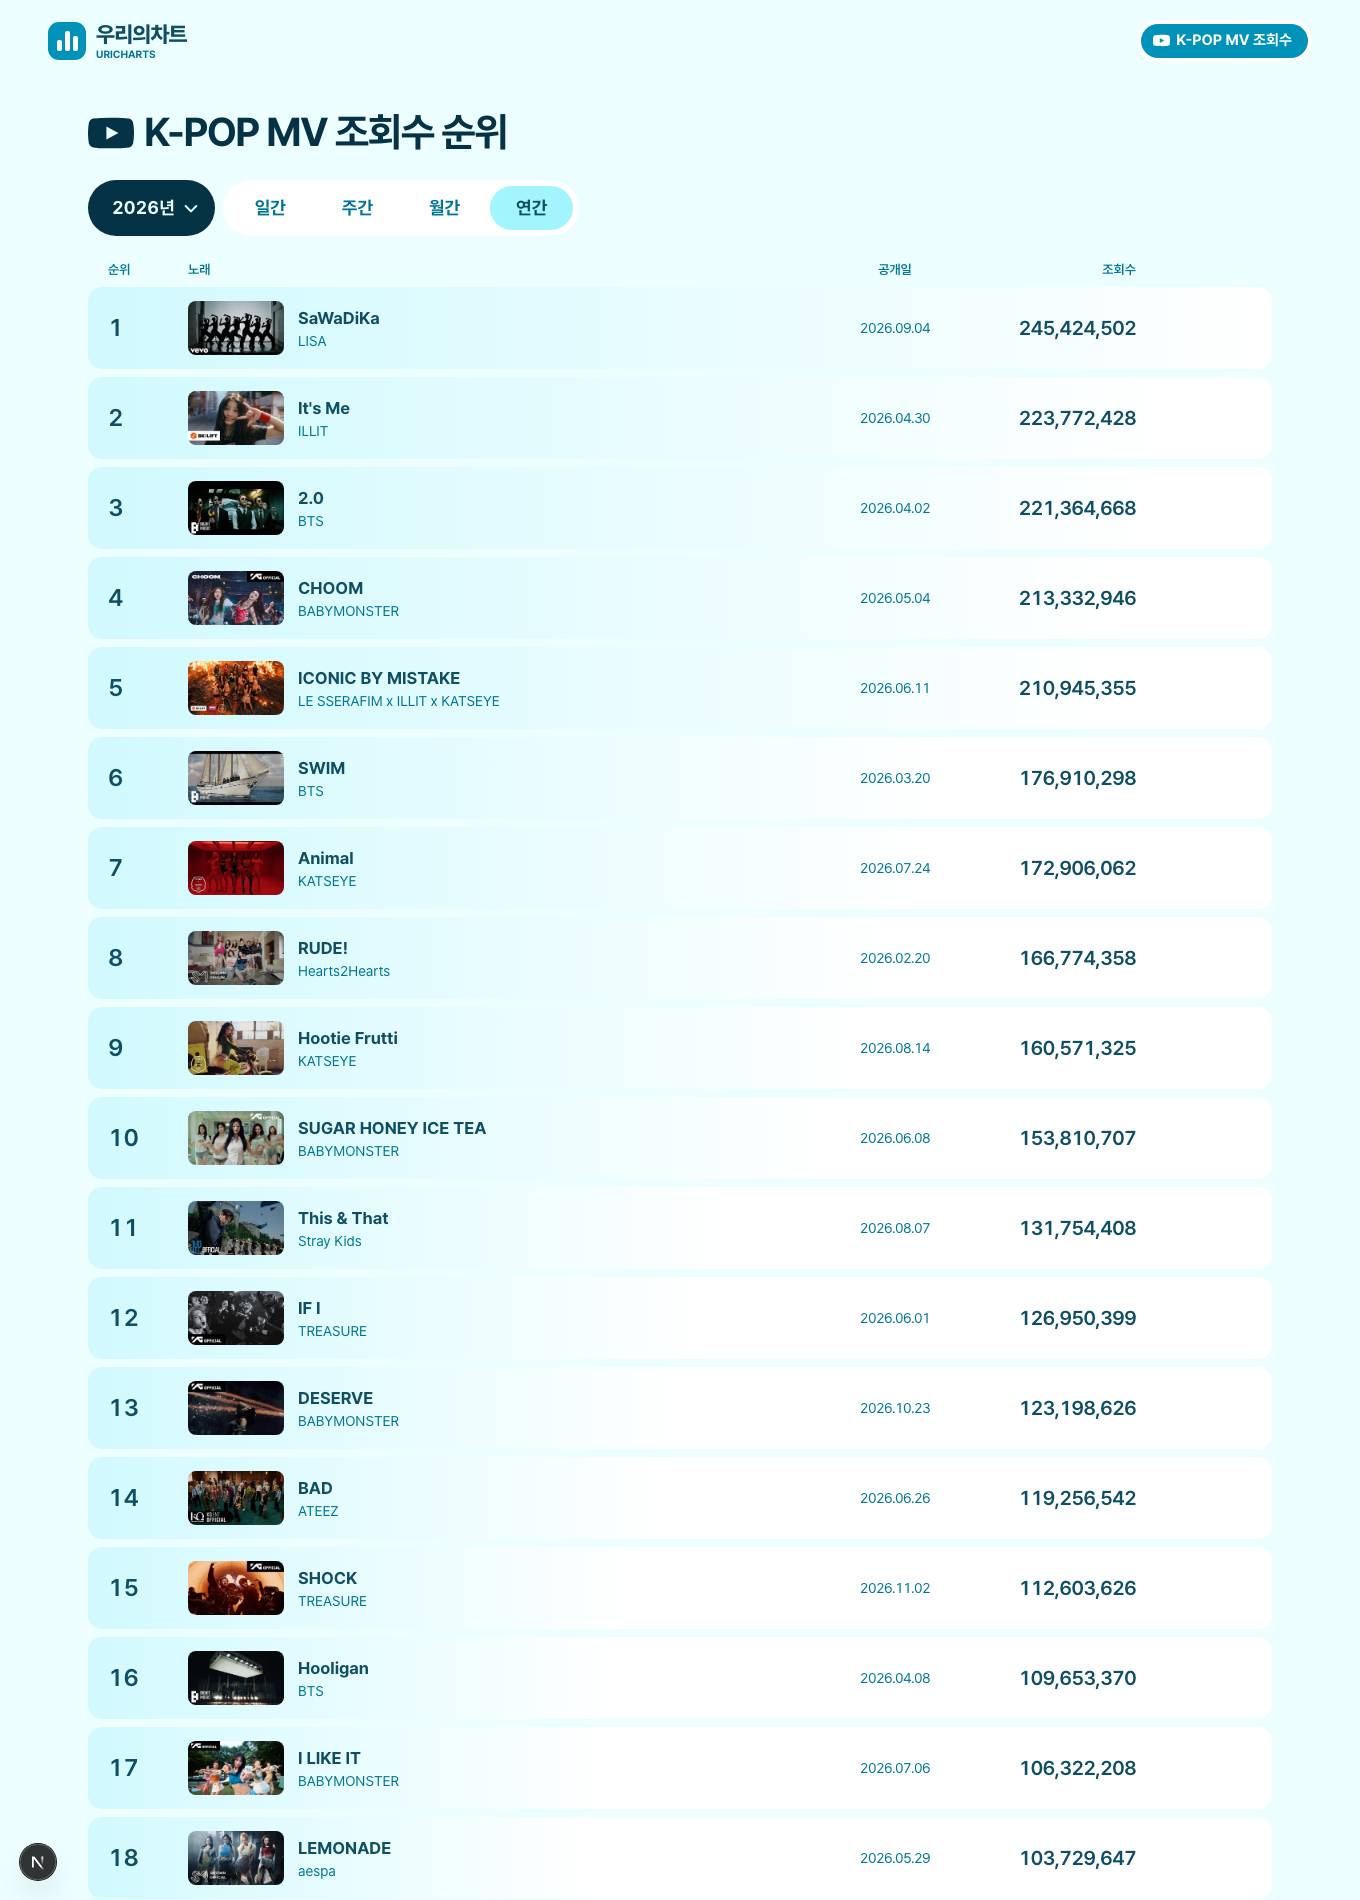 우리의차트
URICHARTS
K-POP MV 조회수
K-POP MV 조회수 순위
2026년 일간 주간 월간 연간
순위 노래 공개일 조회수
1 SaWaDiKa 2026.09.04 245,424,502
LISA
vevo
2 It's Me 2026.04.30 223,772,428
ILLIT
BE:LIFT
3 2.0 2026.04.02 221,364,668
BTS
4 CHOOM 2026.05.04 213,332,946
BABYMONSTER
CHOOM
OFFICIAL
5 ICONIC BY MISTAKE 2026.06.11 210,945,355
LE SSERAFIM x ILLIT x KATSEYE
6 SWIM 2026.03.20 176,910,298
BTS
7 Animal 2026.07.24 172,906,062
KATSEYE
8 RUDE! 2026.02.20 166,774,358
Hearts2Hearts
9 Hootie Frutti 2026.08.14 160,571,325
KATSEYE
10 SUGAR HONEY ICE TEA 2026.06.08 153,810,707
BABYMONSTER
11 This & That 2026.08.07 131,754,408
Stray Kids
OFFICIAL
12 IF I 2026.06.01 126,950,399
TREASURE
OFFICIAL
13 DESERVE 2026.10.23 123,198,626
BABYMONSTER
OFFICIAL
14 BAD 2026.06.26 119,256,542
ATEEZ
OFFICIAL
15 SHOCK 2026.11.02 112,603,626
TREASURE
OFFICIAL
16 Hooligan 2026.04.08 109,653,370
BTS
17 I LIKE IT 2026.07.06 106,322,208
BABYMONSTER
OFFICIAL
18 LEMONADE 2026.05.29 103,729,647
aespa
N